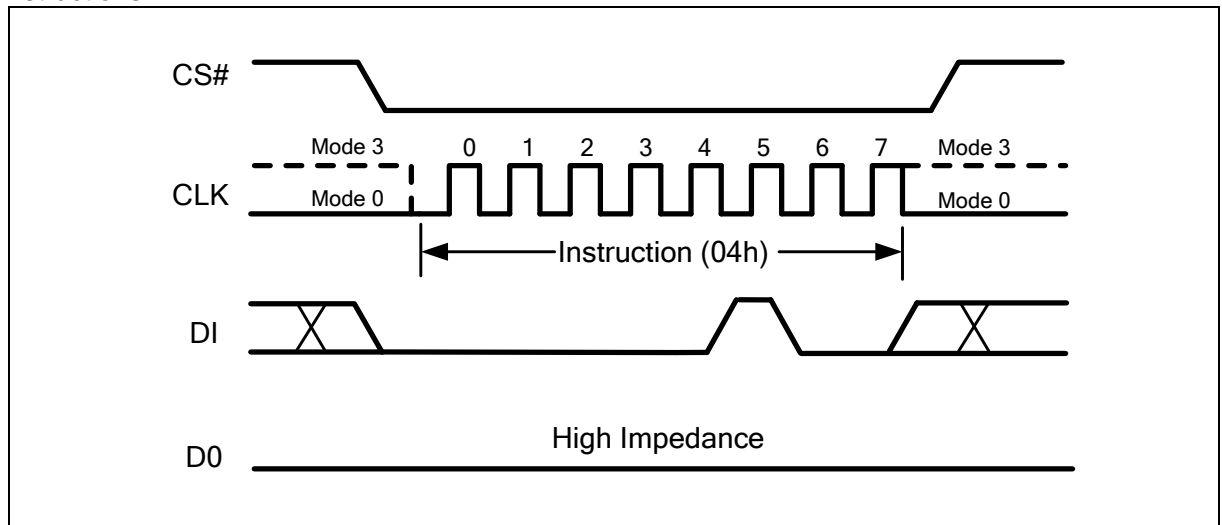 CS#
Mode 3 0 1 2 3 4 5 6 7 Mode 3
CLK
Mode 0 Mode 0
Instruction (04h)
DI
High Impedance
D0